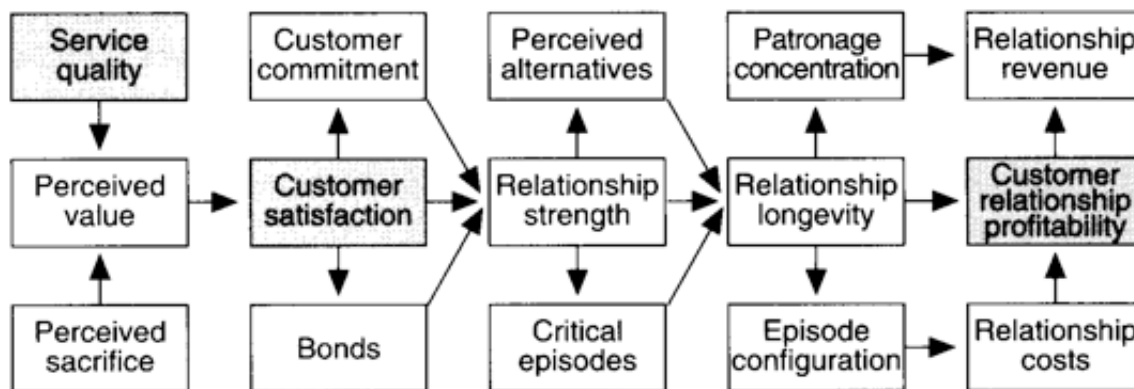 Service
quality
Customer
commitment
Perceived
alternatives
Patronage
concentration
Relationship
revenue
Perceived
value
Customer
satisfaction
Relationship
strength
Relationship
longevity
Customer
relationship
profitability
Perceived
sacrifice
Bonds
Critical
episodes
Episode
configuration
Relationship
costs